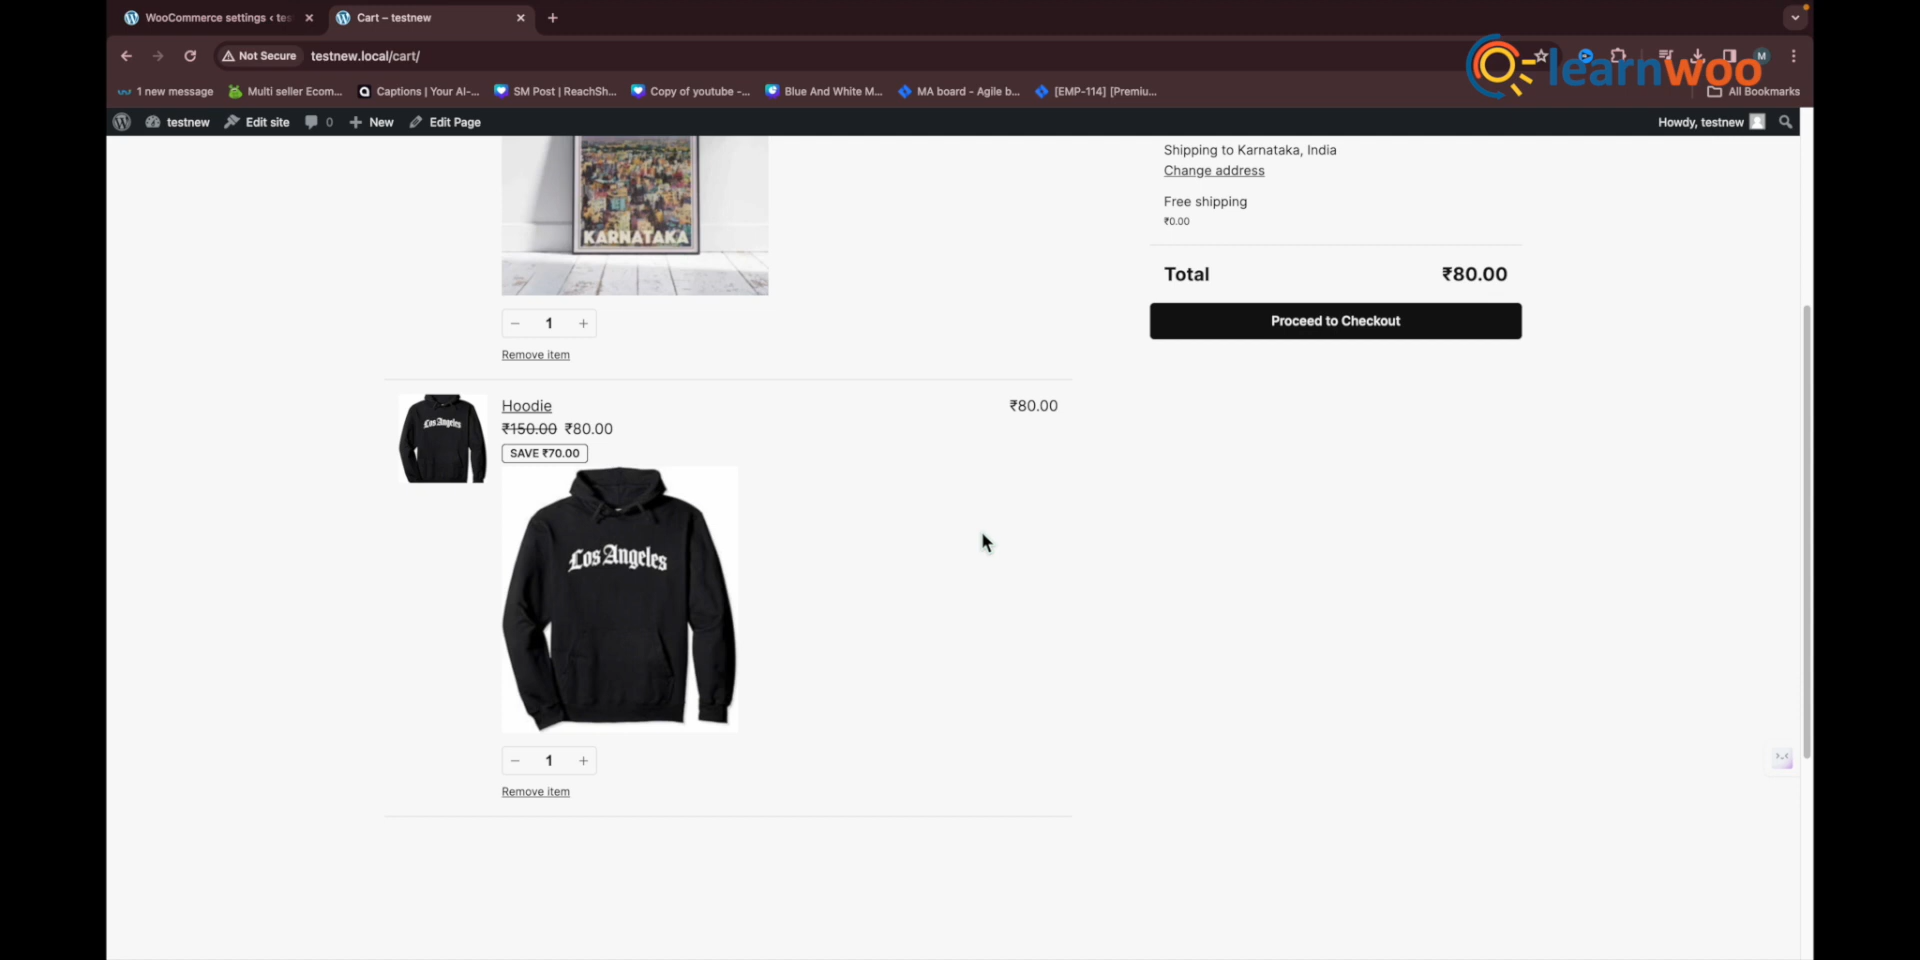 WooCommerce settings ‹ tes
Cart – testnew
Not Secure
testnew.local/cart/
M
learnwoo
1 new message
Multi seller Ecom...
Captions | Your AI-...
SM Post | ReachSh...
Copy of youtube -...
Blue And White M...
MA board - Agile b...
[EMP-114] [Premiu...
All Bookmarks
testnew
Edit site
0
New
Edit Page
Howdy, testnew
KARNATAKA
− 1 +
Remove item
Hoodie
₹80.00
₹150.00 ₹80.00
SAVE ₹70.00
Los Angeles
Los Angeles
− 1 +
Remove item
Shipping to Karnataka, India
Change address
Free shipping
₹0.00
Total ₹80.00
Proceed to Checkout